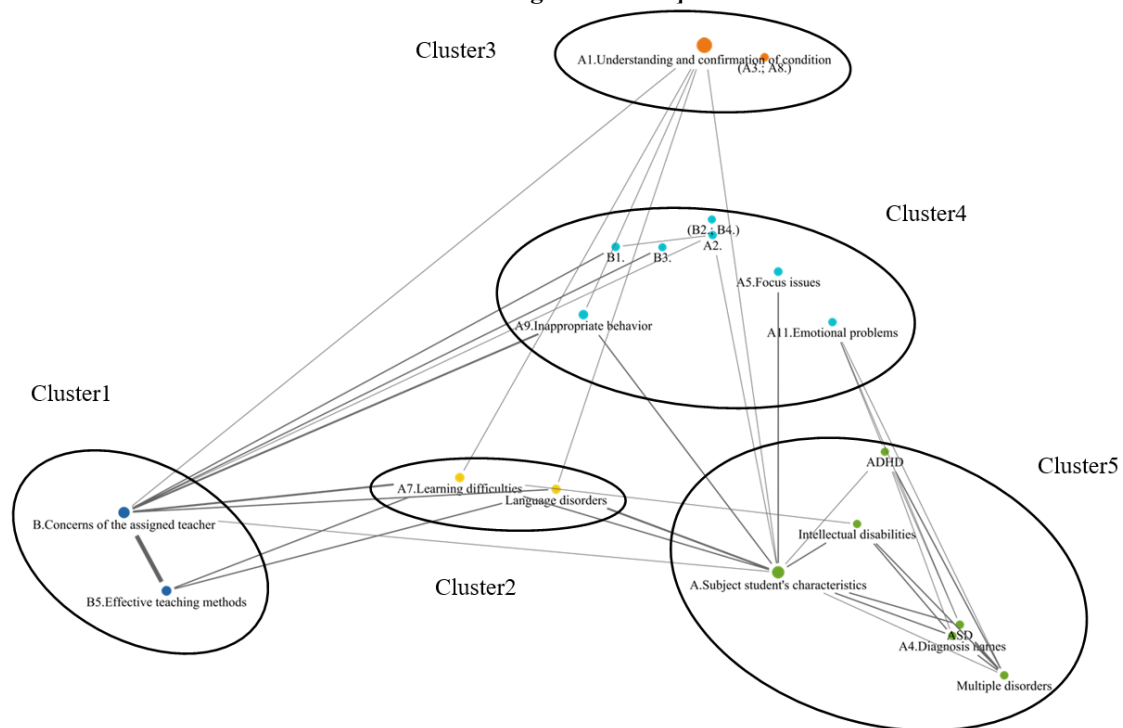 Cluster3
A1.Understanding and confirmation of condition
(A3.; A8.)
Cluster4
(B2.; B4.)
B1.
B3.
A2.
A5.Focus issues
A9.Inappropriate behavior
A11.Emotional problems
Cluster1
Cluster5
ADHD
A7.Learning difficulties
Language disorders
B.Concerns of the assigned teacher
Intellectual disabilities
Cluster2
A.Subject student's characteristics
B5.Effective teaching methods
ASD
A4.Diagnosis names
Multiple disorders